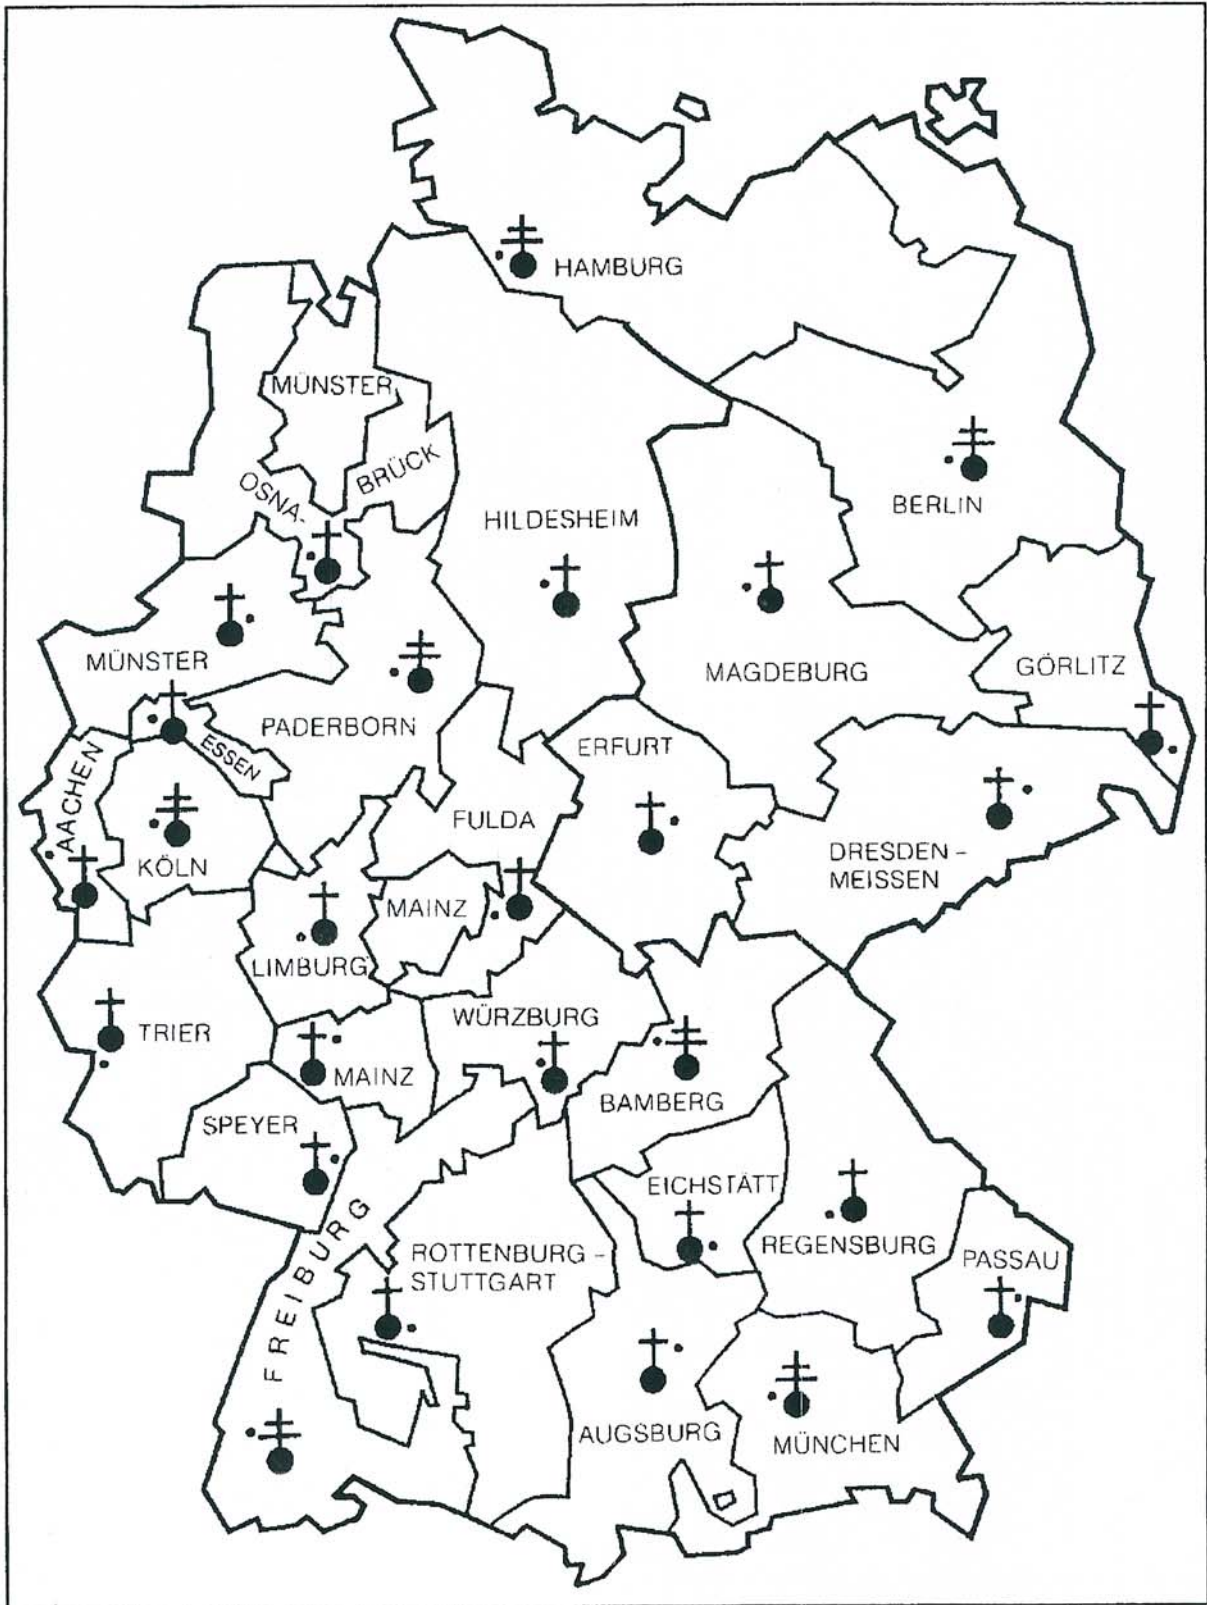 HAMBURG
MÜNSTER
OSNA-
BRÜCK
HILDESHEIM
BERLIN
MÜNSTER
PADERBORN
MAGDEBURG
GÖRLITZ
ESSEN
AACHEN
KÖLN
ERFURT
FULDA
DRESDEN-
MEISSEN
MAINZ
LIMBURG
TRIER
WÜRZBURG
MAINZ
BAMBERG
SPEYER
EICHSTÄTT
REGENSBURG
PASSAU
FREIBURG
ROTTENBURG-
STUTTGART
AUGSBURG
MÜNCHEN